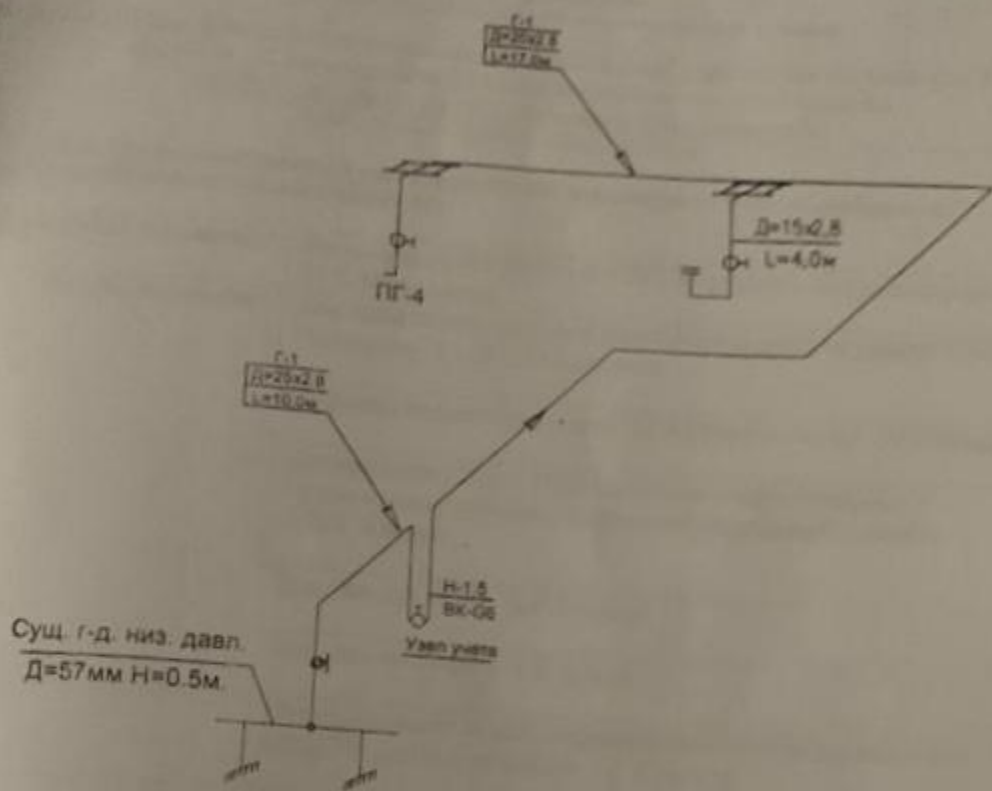 Г-1
Д=25х2.8
L=17.0м
Д=15х2,8
L=4,0м
ПГ-4
Г-1
Д=25х2.8
L=10.0м
Н-1.5
ВК-G6
Узел учета
Сущ. г-д. низ. давл.
Д=57мм Н=0.5м.